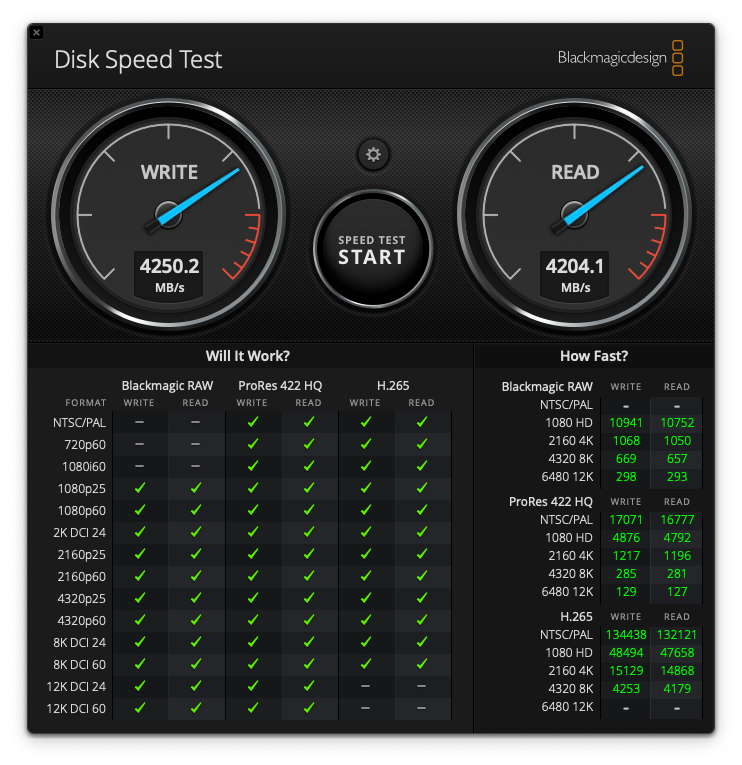 Disk Speed Test
Blackmagicdesign
WRITE
4250.2
MB/s
SPEED TEST
START
READ
4204.1
MB/s
Will It Work?
Blackmagic RAW ProRes 422 HQ H.265
FORMAT WRITE READ WRITE READ WRITE READ
NTSC/PAL – – ✓ ✓ ✓ ✓
720p60 – – ✓ ✓ ✓ ✓
1080i60 – – ✓ ✓ ✓ ✓
1080p25 ✓ ✓ ✓ ✓ ✓ ✓
1080p60 ✓ ✓ ✓ ✓ ✓ ✓
2K DCI 24 ✓ ✓ ✓ ✓ ✓ ✓
2160p25 ✓ ✓ ✓ ✓ ✓ ✓
2160p60 ✓ ✓ ✓ ✓ ✓ ✓
4320p25 ✓ ✓ ✓ ✓ ✓ ✓
4320p60 ✓ ✓ ✓ ✓ ✓ ✓
8K DCI 24 ✓ ✓ ✓ ✓ ✓ ✓
8K DCI 60 ✓ ✓ ✓ ✓ ✓ ✓
12K DCI 24 ✓ ✓ ✓ ✓ – –
12K DCI 60 ✓ ✓ ✓ ✓ – –
How Fast?
Blackmagic RAW WRITE READ
NTSC/PAL – –
1080 HD 10941 10752
2160 4K 1068 1050
4320 8K 669 657
6480 12K 298 293
ProRes 422 HQ WRITE READ
NTSC/PAL 17071 16777
1080 HD 4876 4792
2160 4K 1217 1196
4320 8K 285 281
6480 12K 129 127
H.265 WRITE READ
NTSC/PAL 134438 132121
1080 HD 48494 47658
2160 4K 15129 14868
4320 8K 4253 4179
6480 12K – –